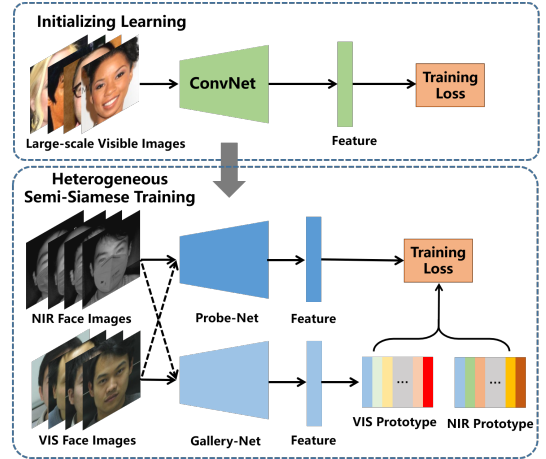 Initializing Learning
ConvNet
Training
Loss
Large-scale Visible Images
Feature
Heterogeneous
Semi-Siamese Training
Training
Loss
NIR Face Images
Probe-Net
Feature
...
...
VIS Face Images
Gallery-Net
Feature
VIS Prototype
NIR Prototype